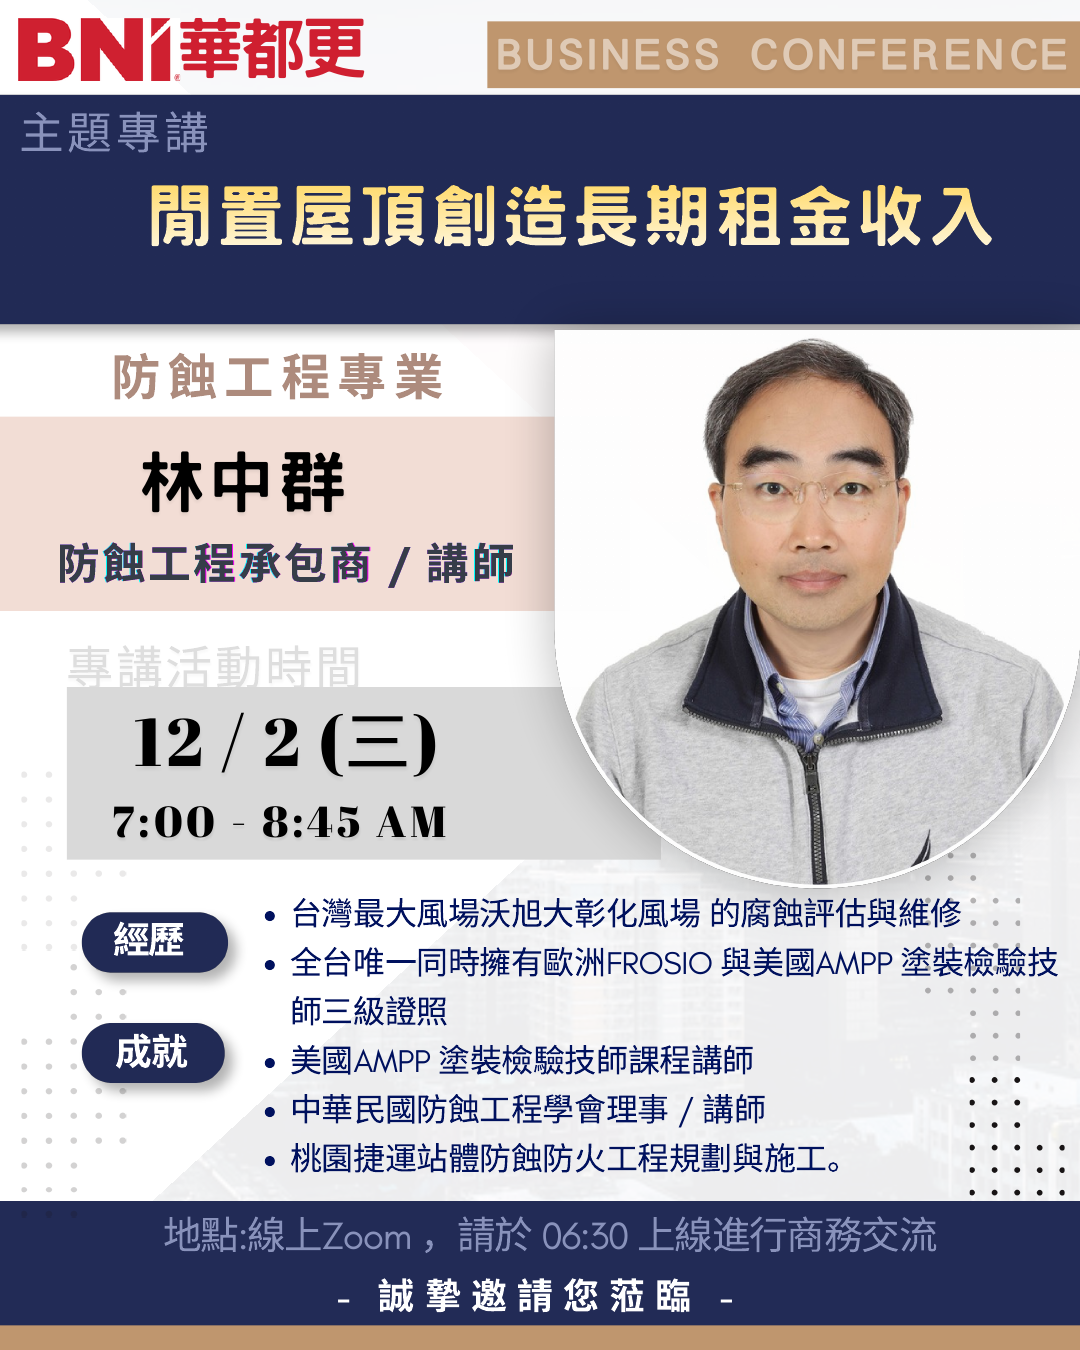 BNI華都更
BUSINESS CONFERENCE
主題專講
閒置屋頂創造長期租金收入
防蝕工程專業
林中群
防蝕工程承包商 / 講師
專講活動時間
12 / 2 (三)
7:00 - 8:45 AM
經歷
成就
• 台灣最大風場沃旭大彰化風場 的腐蝕評估與維修
• 全台唯一同時擁有歐洲FROSIO 與美國AMPP 塗裝檢驗技
師三級證照
• 美國AMPP 塗裝檢驗技師課程講師
• 中華民國防蝕工程學會理事 / 講師
• 桃園捷運站體防蝕防火工程規劃與施工。
地點:線上Zoom ，請於 06:30 上線進行商務交流
- 誠摯邀請您蒞臨 -